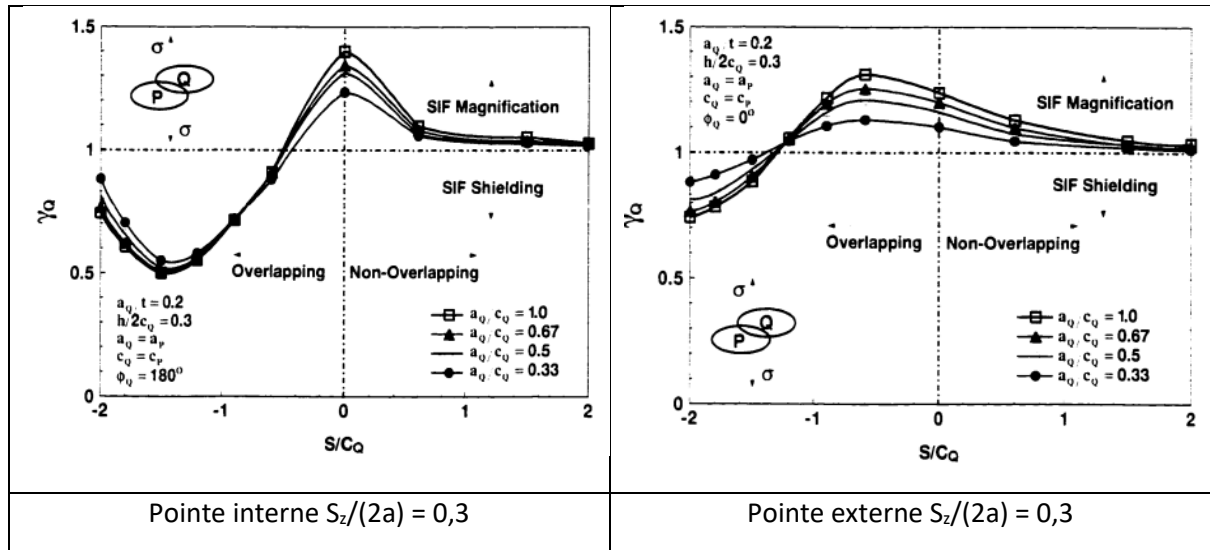 1.5
1
0.5
0
γQ
σ
Q
P
σ
SIF Magnification
SIF Shielding
Overlapping
Non-Overlapping
aQ/ t = 0.2
h/2cQ = 0.3
aQ = aP
cQ = cP
ϕQ = 180o
aQ/ cQ = 1.0
aQ/ cQ = 0.67
aQ/ cQ = 0.5
aQ/ cQ = 0.33
-2 -1 0 1 2
S/CQ
1.5
1
0.5
0
γQ
aQ/ t = 0.2
h/2cQ = 0.3
aQ = aP
cQ = cP
ϕQ = 0o
SIF Magnification
SIF Shielding
Overlapping
Non-Overlapping
σ
Q
P
σ
aQ/ cQ = 1.0
aQ/ cQ = 0.67
aQ/ cQ = 0.5
aQ/ cQ = 0.33
-2 -1 0 1 2
S/CQ
Pointe interne Sz/(2a) = 0,3
Pointe externe Sz/(2a) = 0,3